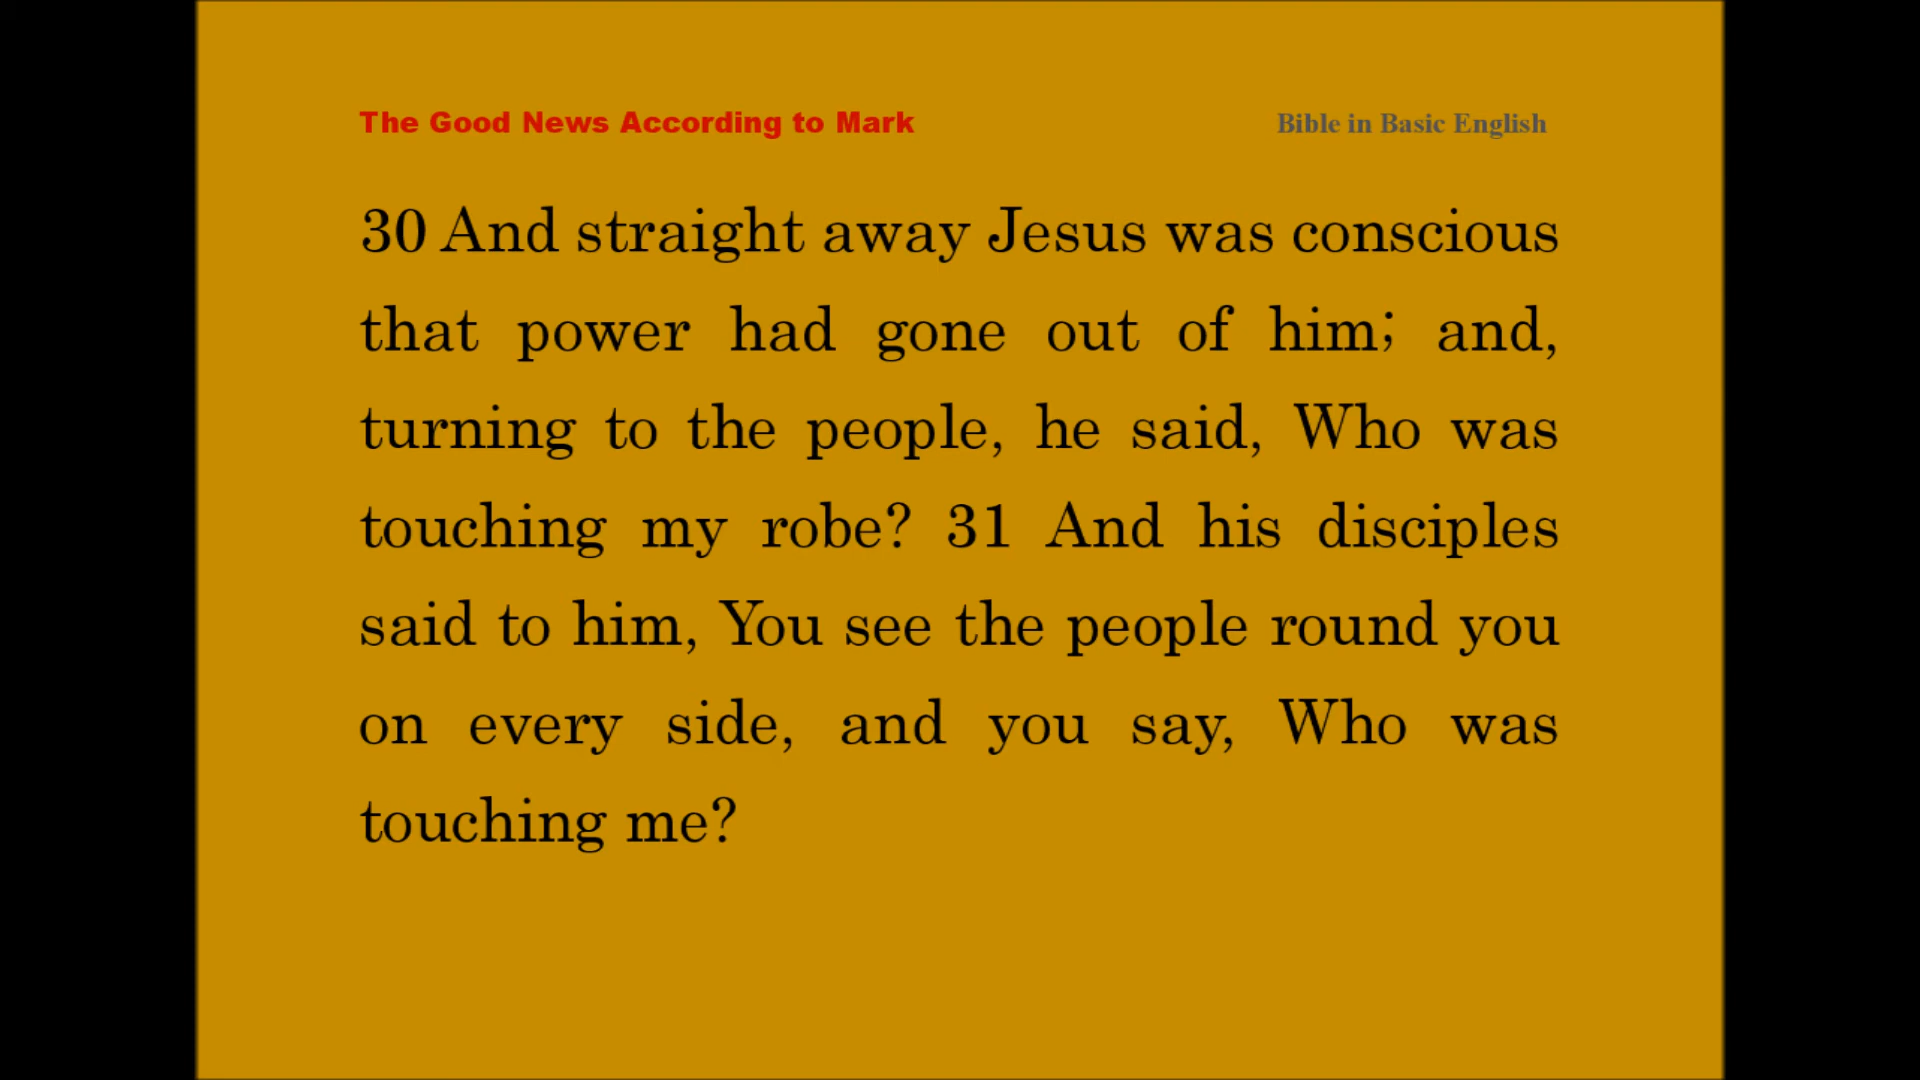 The Good News According to Mark
Bible in Basic English
30 And straight away Jesus was conscious
that power had gone out of him; and,
turning to the people, he said, Who was
touching my robe? 31 And his disciples
said to him, You see the people round you
on every side, and you say, Who was
touching me?